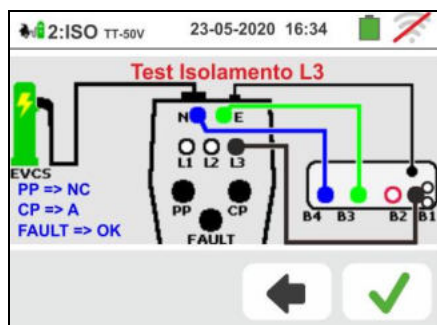 2:ISO TT-50V 23-05-2020 16:34
Test Isolamento L3
N E
L1 L2 L3
EVCS
PP => NC
CP => A
FAULT => OK
PP CP
FAULT
B4 B3 B2 B1